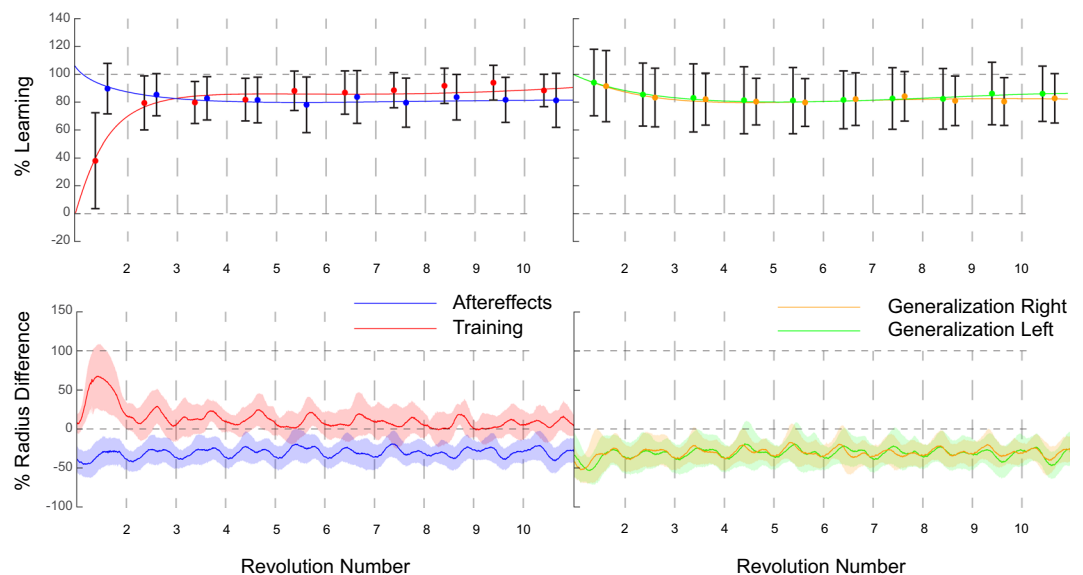 % Learning
140
120
100
80
60
40
20
0
-20
2 3 4 5 6 7 8 9 10
2 3 4 5 6 7 8 9 10
% Radius Difference
150
100
50
0
-50
-100
Aftereffects
Training
Generalization Right
Generalization Left
2 3 4 5 6 7 8 9 10
2 3 4 5 6 7 8 9 10
Revolution Number
Revolution Number